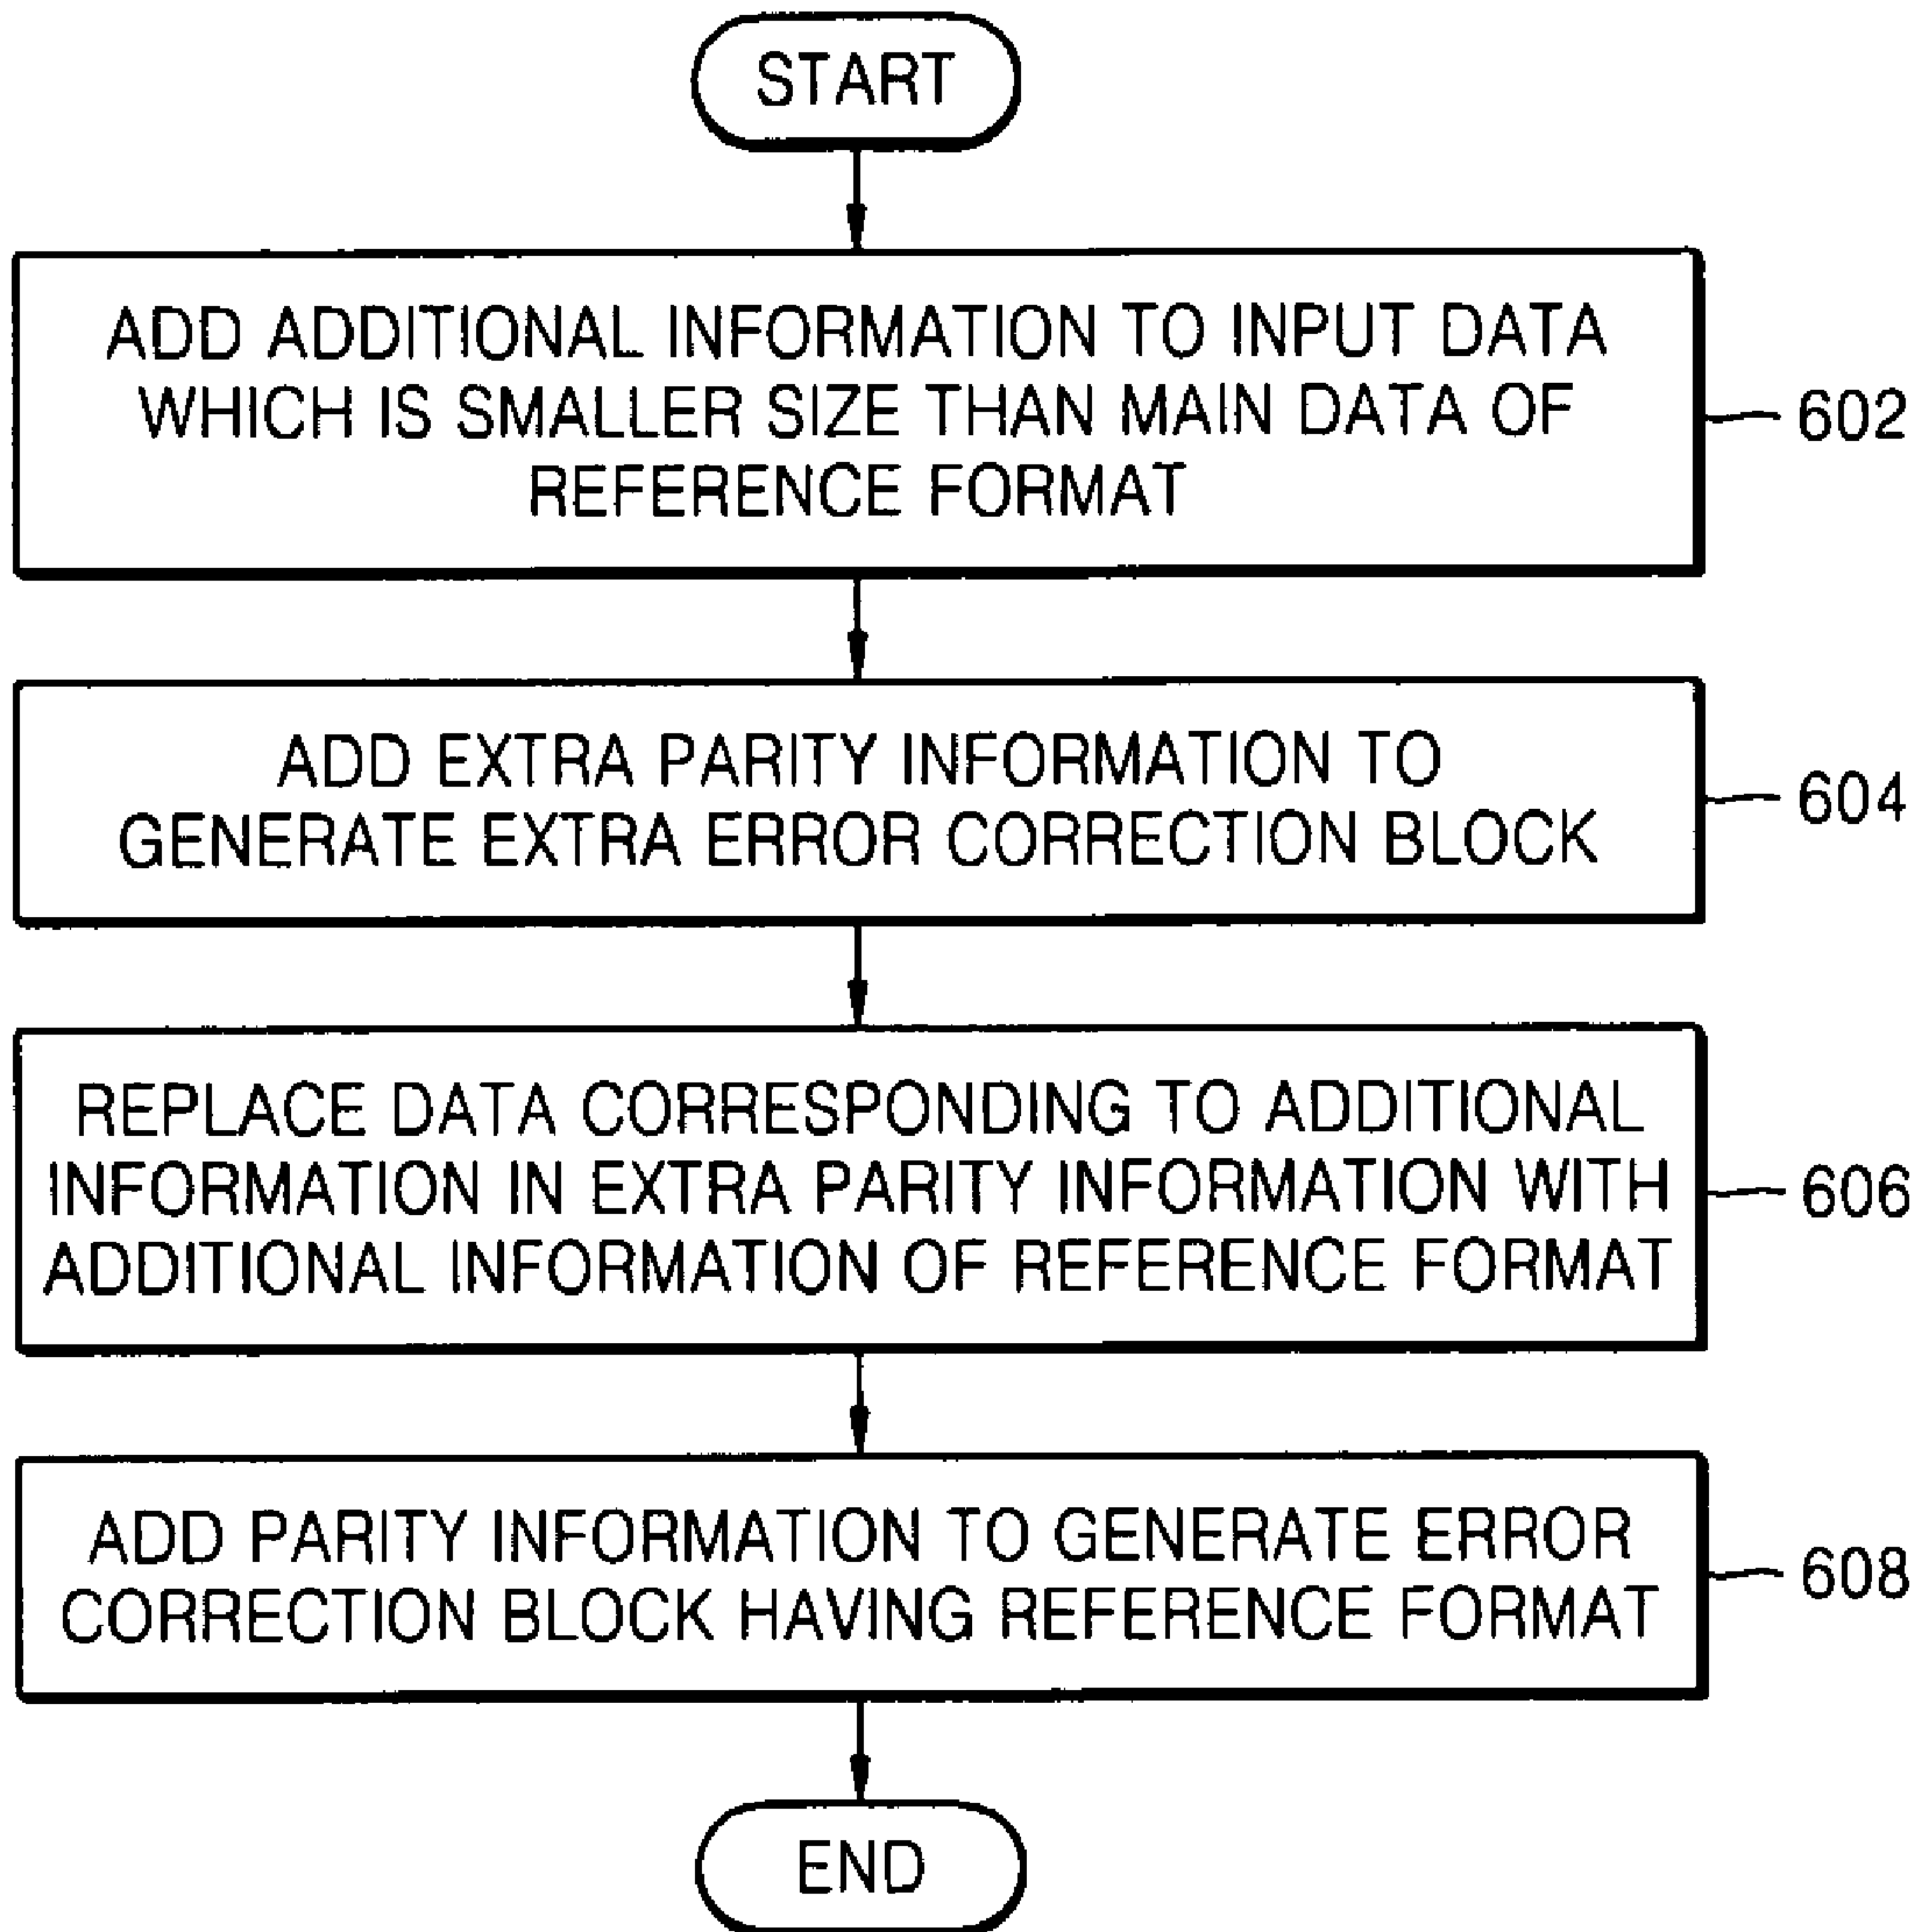 START
ADD ADDITIONAL INFORMATION TO INPUT DATA
WHICH IS SMALLER SIZE THAN MAIN DATA OF
REFERENCE FORMAT
602
ADD EXTRA PARITY INFORMATION TO
GENERATE EXTRA ERROR CORRECTION BLOCK
604
REPLACE DATA CORRESPONDING TO ADDITIONAL
INFORMATION IN EXTRA PARITY INFORMATION WITH
ADDITIONAL INFORMATION OF REFERENCE FORMAT
606
ADD PARITY INFORMATION TO GENERATE ERROR
CORRECTION BLOCK HAVING REFERENCE FORMAT
608
END